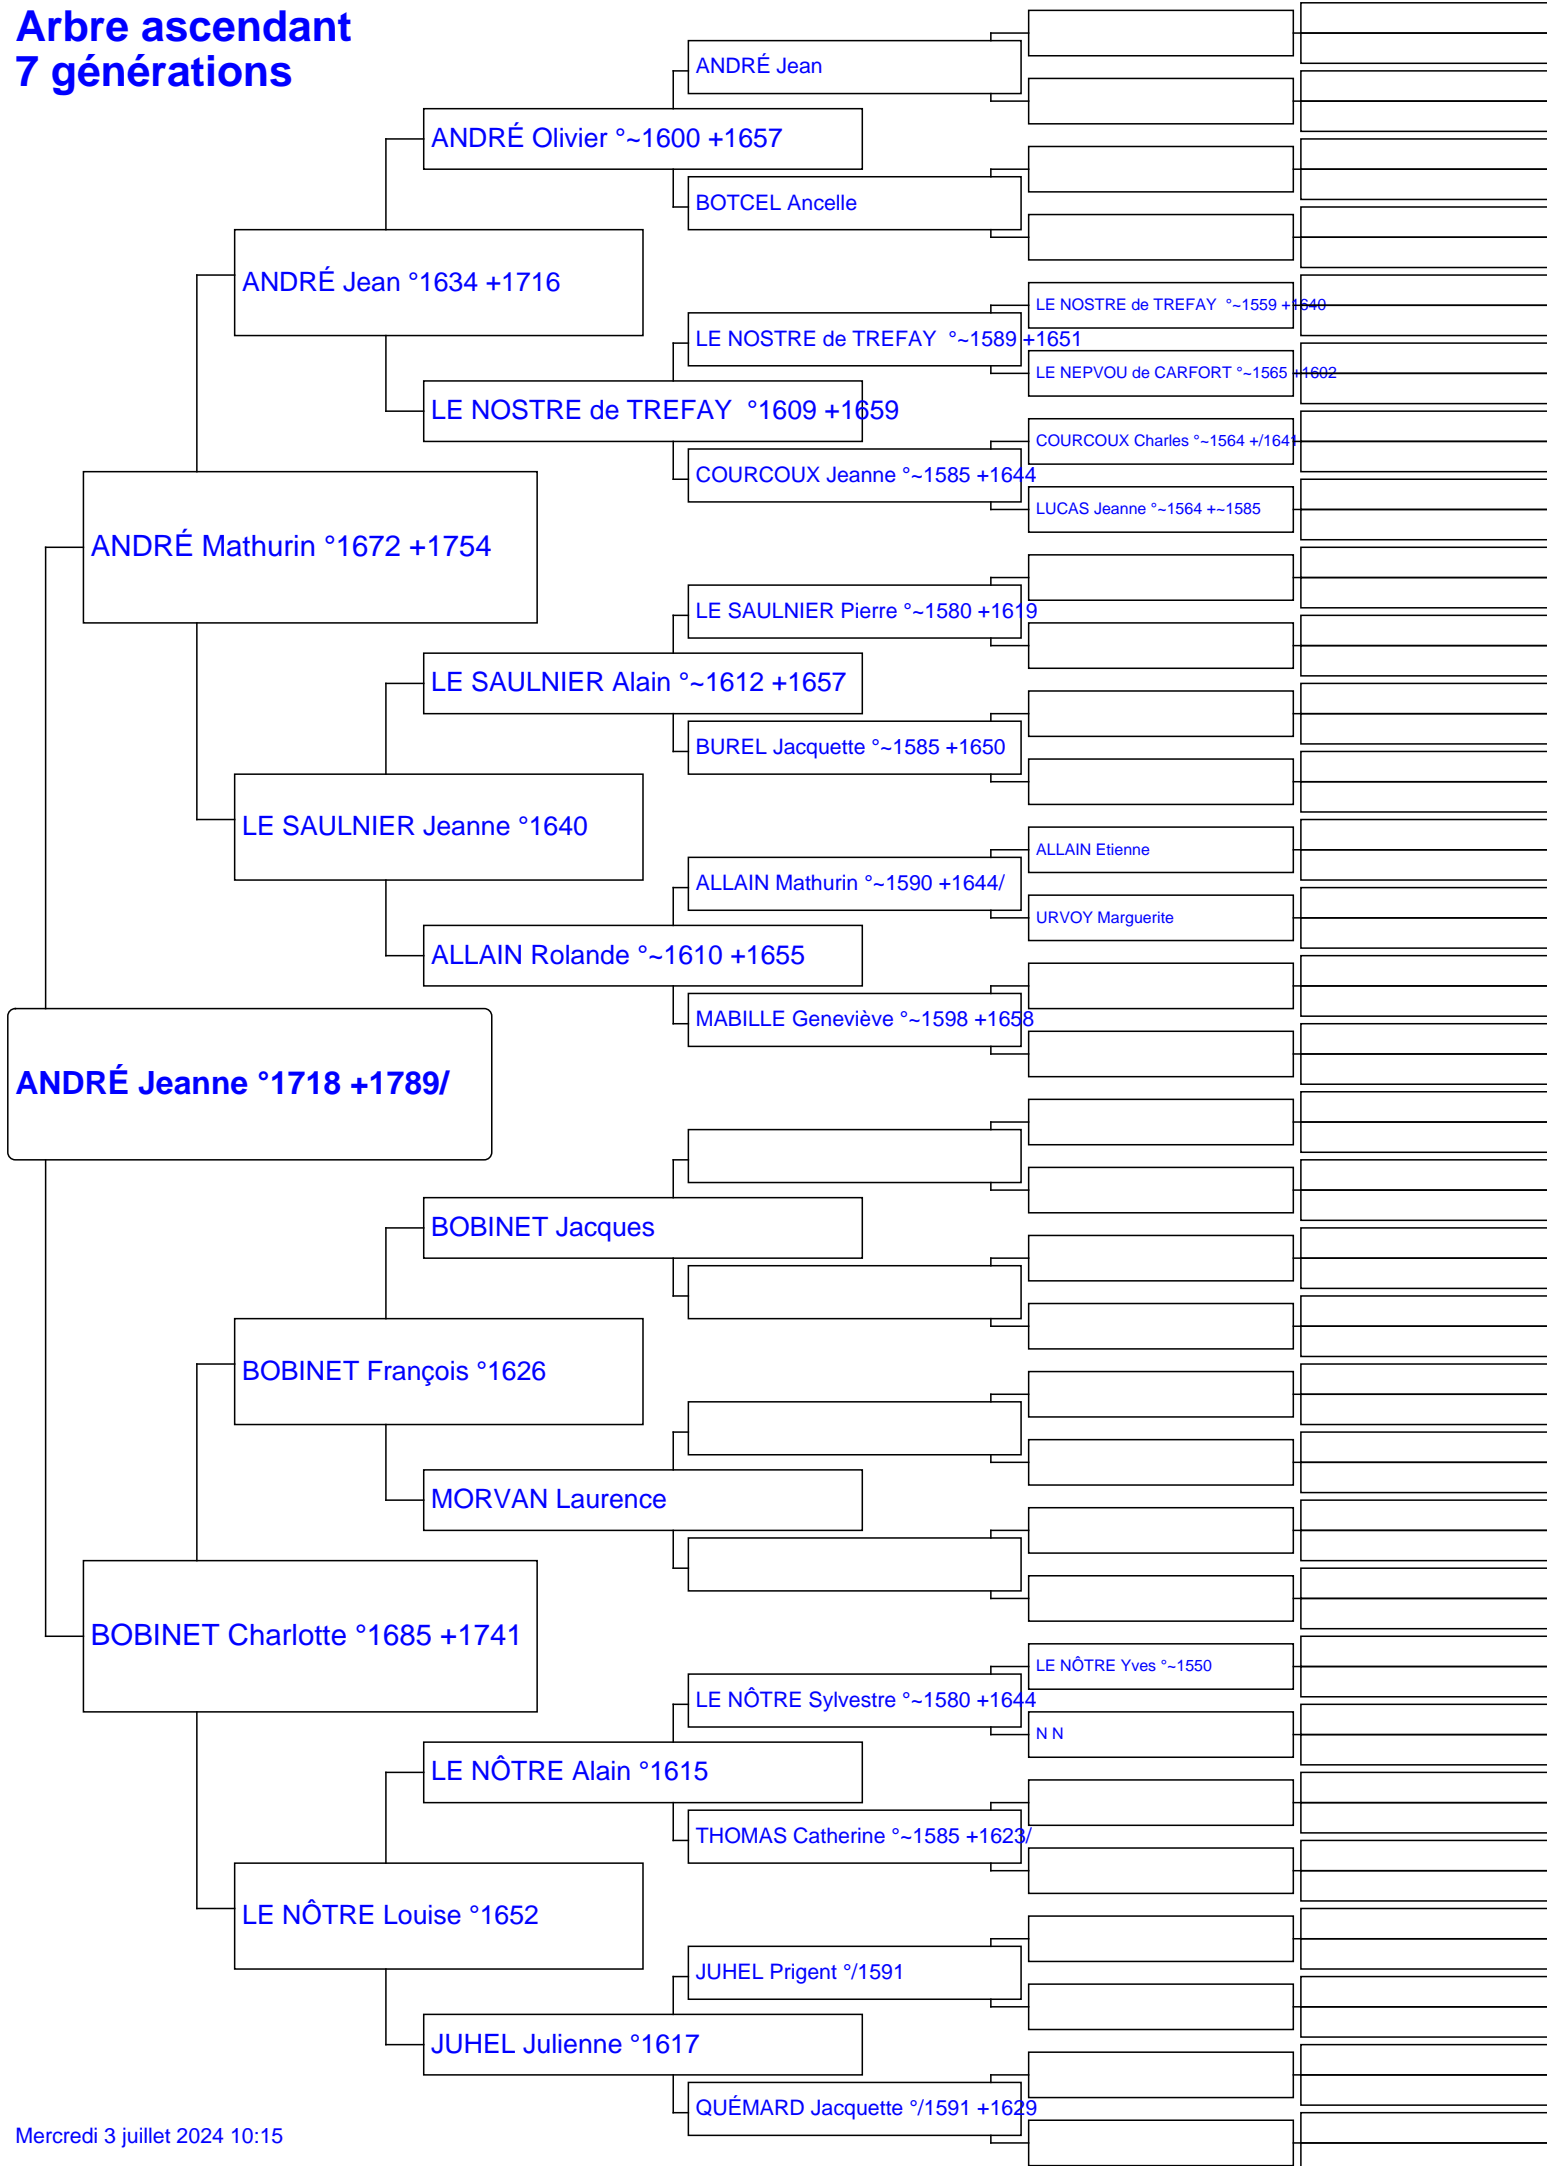 Arbre ascendant
7 générations
ANDRÉ Jean
ANDRÉ Olivier °~1600 +1657
BOTCEL Ancelle
ANDRÉ Jean °1634 +1716
LE NOSTRE de TREFAY  °~1559 +1640
LE NOSTRE de TREFAY  °~1589 +1651
LE NEPVOU de CARFORT °~1565 +1602
LE NOSTRE de TREFAY  °1609 +1659
COURCOUX Charles °~1564 +/1641
COURCOUX Jeanne °~1585 +1644
LUCAS Jeanne °~1564 +~1585
ANDRÉ Mathurin °1672 +1754
LE SAULNIER Pierre °~1580 +1619
LE SAULNIER Alain °~1612 +1657
BUREL Jacquette °~1585 +1650
LE SAULNIER Jeanne °1640
ALLAIN Etienne
ALLAIN Mathurin °~1590 +1644/
URVOY Marguerite
ALLAIN Rolande °~1610 +1655
MABILLE Geneviève °~1598 +1658
ANDRÉ Jeanne °1718 +1789/
BOBINET Jacques
BOBINET François °1626
MORVAN Laurence
BOBINET Charlotte °1685 +1741
LE NÔTRE Yves °~1550
LE NÔTRE Sylvestre °~1580 +1644
N N
LE NÔTRE Alain °1615
THOMAS Catherine °~1585 +1623/
LE NÔTRE Louise °1652
JUHEL Prigent °/1591
JUHEL Julienne °1617
QUÉMARD Jacquette °/1591 +1629
Mercredi 3 juillet 2024 10:15